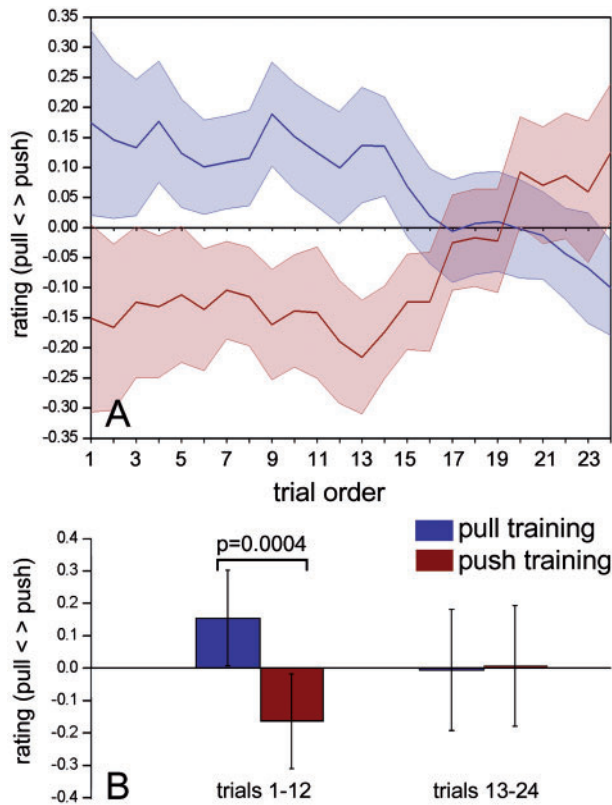 0.35
0.30
0.25
0.20
0.15
0.10
0.05
0.00
-0.05
-0.10
-0.15
-0.20
-0.25
-0.30
-0.35
rating (pull < > push)
A
1 3 5 7 9 11 13 15 17 19 21 23
trial order
pull training
push training
p=0.0004
0.4
0.3
0.2
0.1
0.0
-0.1
-0.2
-0.3
-0.4
rating (pull < > push)
B
trials 1-12 trials 13-24